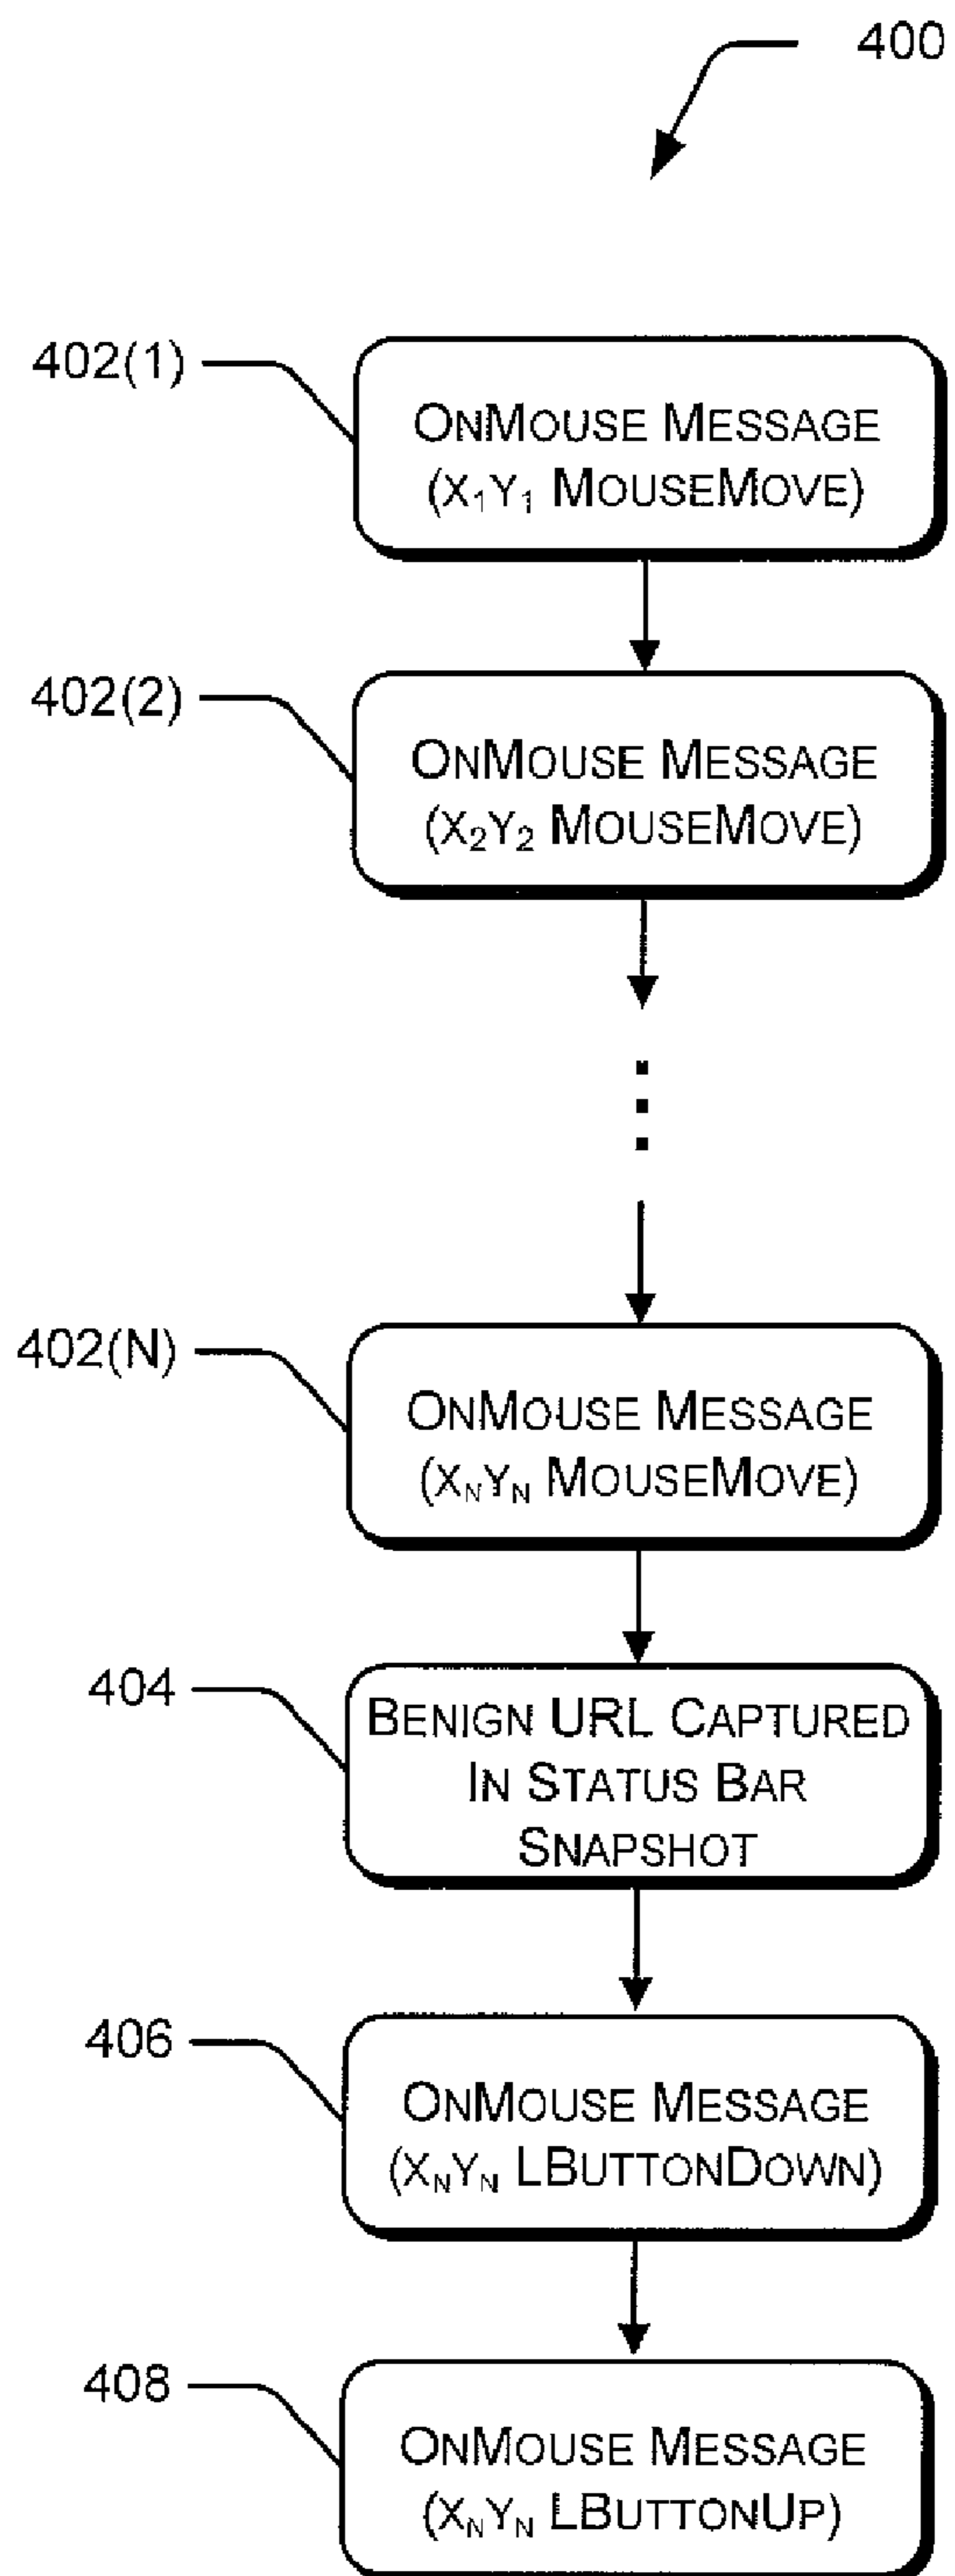 400
402(1)
OnMouse Message
(x₁Y₁ MouseMove)
402(2)
OnMouse Message
(x₂Y₂ MouseMove)
402(N)
OnMouse Message
(xNYN MouseMove)
404
Benign URL Captured
In Status Bar
Snapshot
406
OnMouse Message
(xNYN LButtonDown)
408
OnMouse Message
(xNYN LButtonUp)